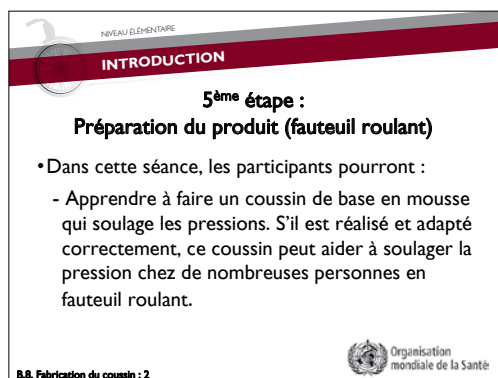 NIVEAU ÉLÉMENTAIRE
INTRODUCTION
5ème étape :
Préparation du produit (fauteuil roulant)
•Dans cette séance, les participants pourront :
- Apprendre à faire un coussin de base en mousse
qui soulage les pressions. S’il est réalisé et adapté
correctement, ce coussin peut aider à soulager la
pression chez de nombreuses personnes en
fauteuil roulant.
B.8. Fabrication du coussin : 2
Organisation
mondiale de la Santé